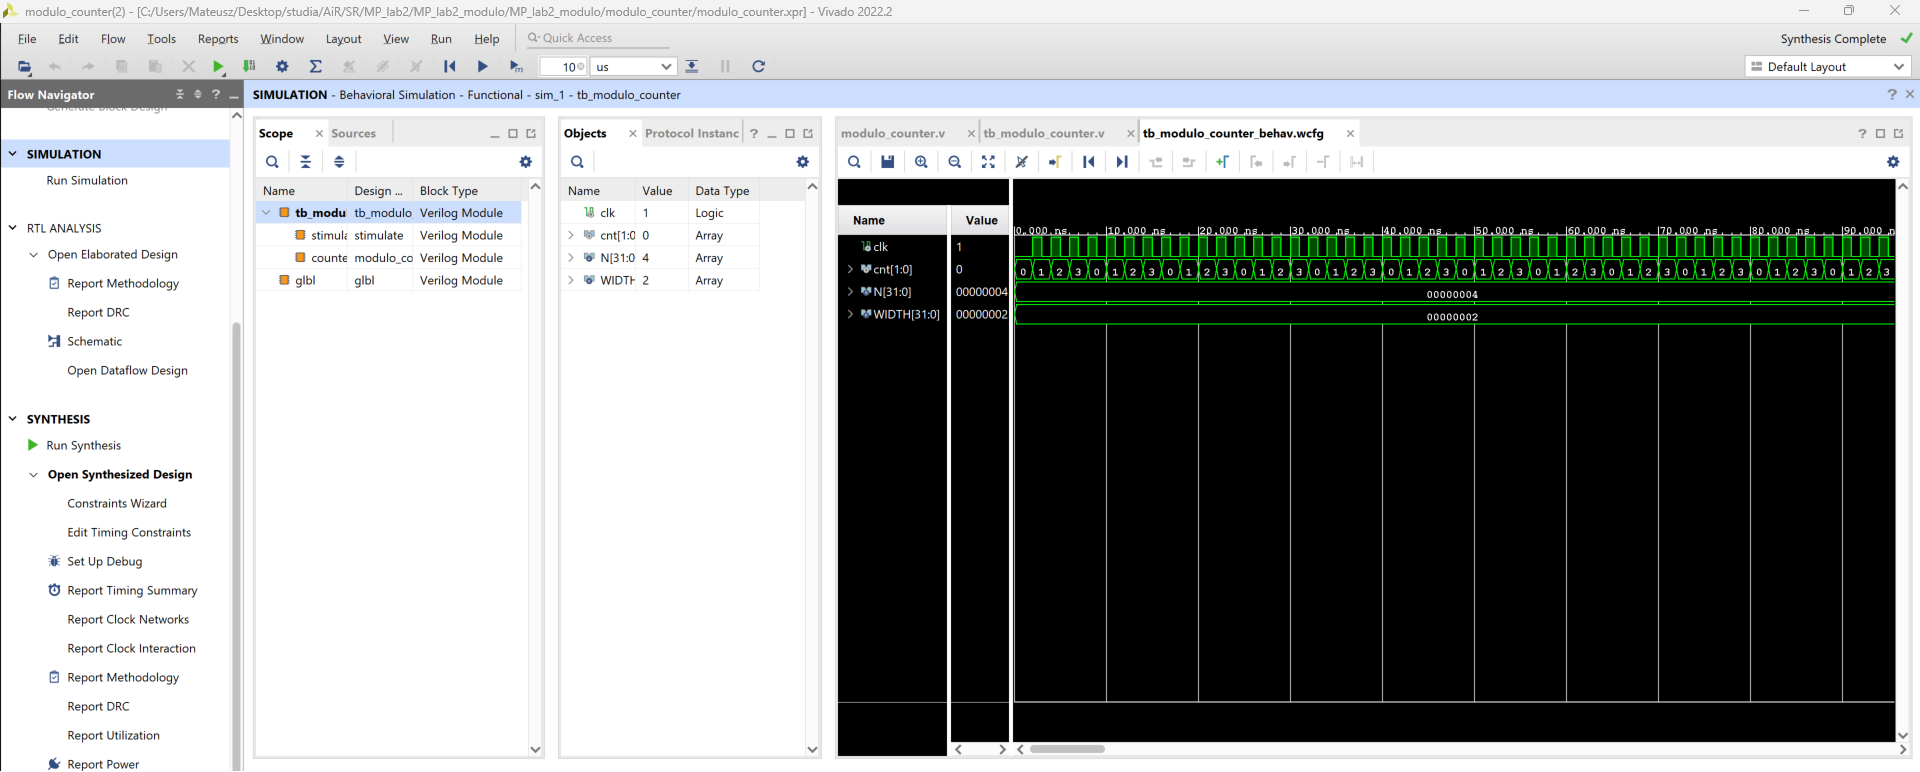 modulo_counter(2) - [C:/Users/Mateusz/Desktop/studia/AiR/SR/MP_lab2/MP_lab2_modulo/MP_lab2_modulo/modulo_counter/modulo_counter.xpr] - Vivado 2022.2
File Edit Flow Tools Reports Window Layout View Run Help Quick Access Synthesis Complete
10 us Default Layout
Flow Navigator
Generate Block Design
SIMULATION
Run Simulation
RTL ANALYSIS
Open Elaborated Design
Report Methodology
Report DRC
Schematic
Open Dataflow Design
SYNTHESIS
Run Synthesis
Open Synthesized Design
Constraints Wizard
Edit Timing Constraints
Set Up Debug
Report Timing Summary
Report Clock Networks
Report Clock Interaction
Report Methodology
Report DRC
Report Utilization
Report Power
SIMULATION - Behavioral Simulation - Functional - sim_1 - tb_modulo_counter
Scope Sources
Name Design ... Block Type
tb_modul tb_modulo_ Verilog Module
stimula stimulate Verilog Module
counte modulo_co Verilog Module
glbl glbl Verilog Module
Objects Protocol Instanc
Name Value Data Type
clk 1 Logic
cnt[1:0 0 Array
N[31:0 4 Array
WIDTH 2 Array
modulo_counter.v tb_modulo_counter.v tb_modulo_counter_behav.wcfg
Name Value
clk 1
cnt[1:0] 0
N[31:0] 00000004
WIDTH[31:0] 00000002
0.000 ns 10.000 ns 20.000 ns 30.000 ns 40.000 ns 50.000 ns 60.000 ns 70.000 ns 80.000 ns 90.000 n
0 1 2 3 0 1 2 3 0 1 2 3 0 1 2 3 0 1 2 3 0 1 2 3 0 1 2 3 0 1 2 3 0 1 2 3 0 1 2 3 0 1 2 3 0 1 2 3
00000004
00000002